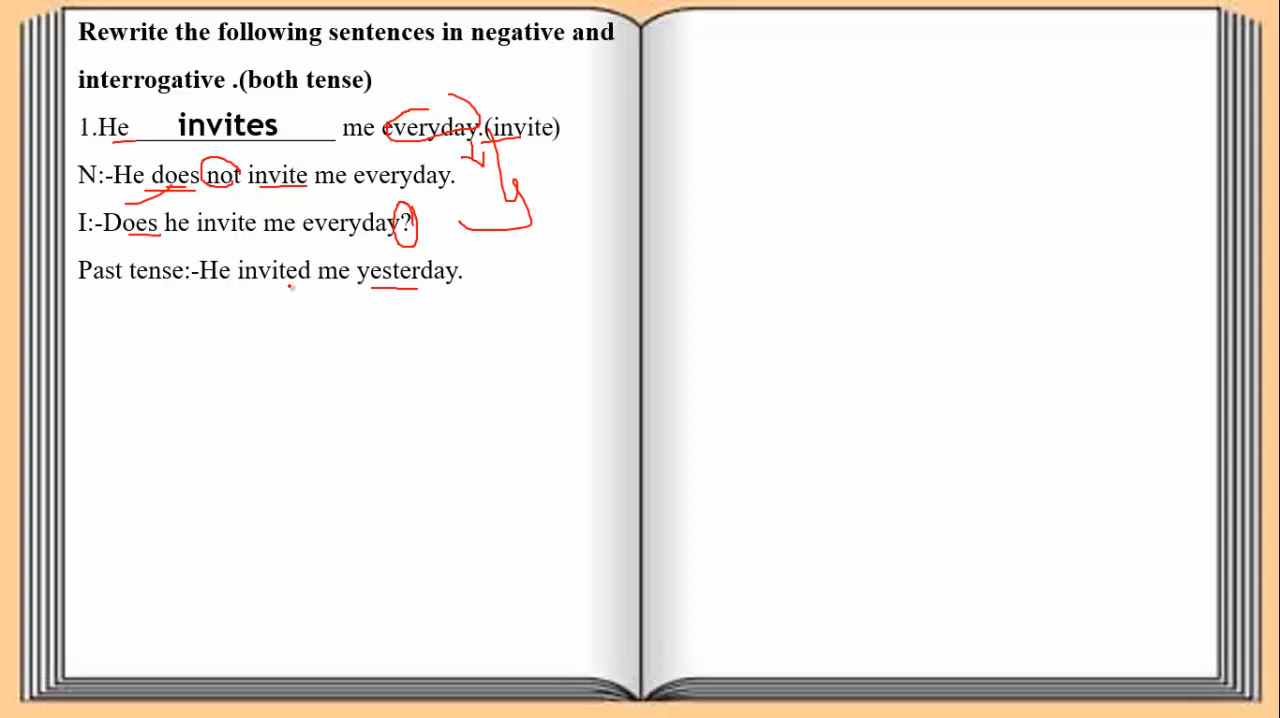 Rewrite the following sentences in negative and
interrogative .(both tense)
1.He invites me everyday.(invite)
N:-He does not invite me everyday.
I:-Does he invite me everyday?
Past tense:-He invited me yesterday.